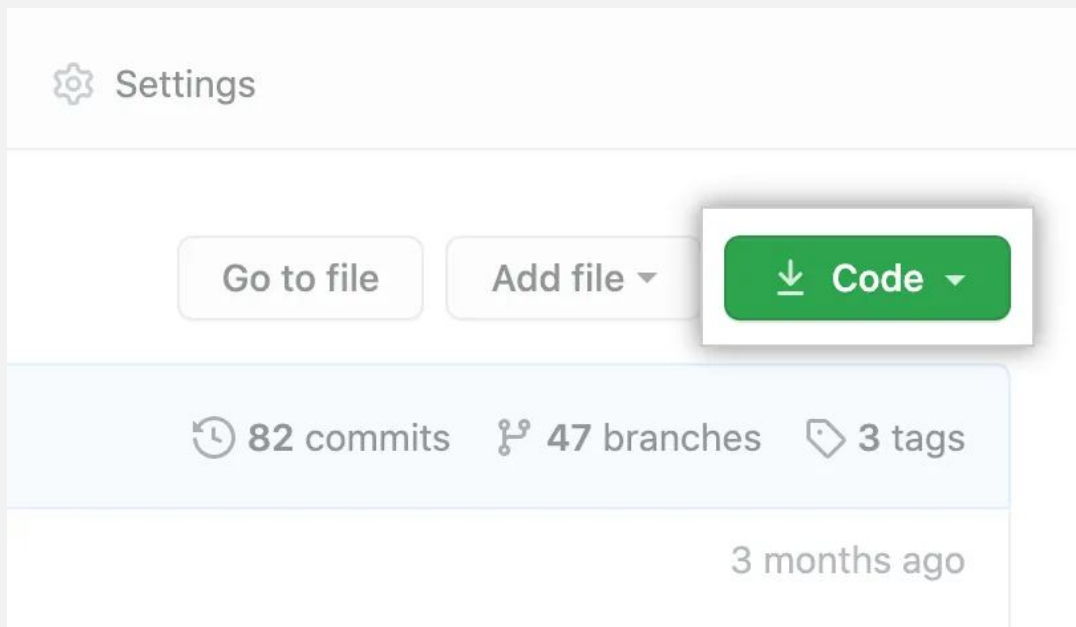 Settings
Go to file Add file Code
82 commits 47 branches 3 tags
3 months ago